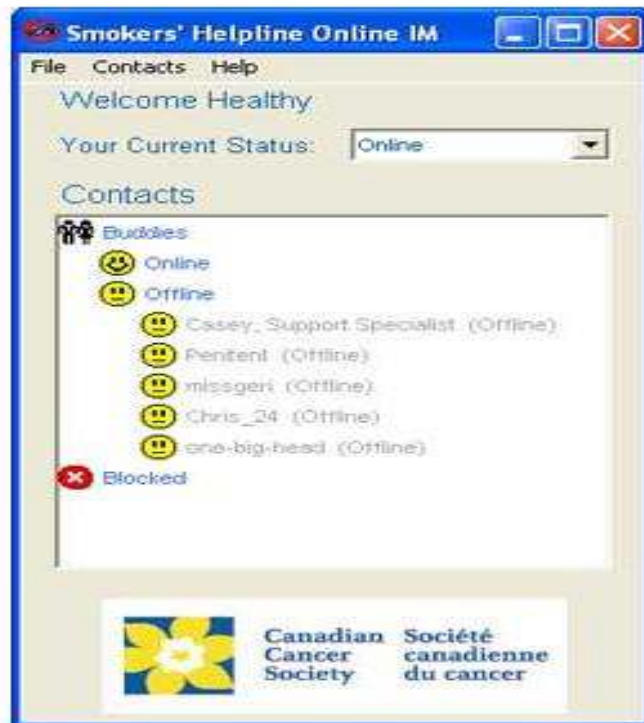 Smokers' Helpline Online IM
File Contacts Help
Welcome Healthy
Your Current Status: Online
Contacts
Buddies
Online
Offline
Casey, Support Specialist (Offline)
Penitent (Offline)
missgeri (Offline)
Chris_24 (Offline)
one-big-head (Offline)
Blocked
Canadian Société
Cancer canadienne
Society du cancer